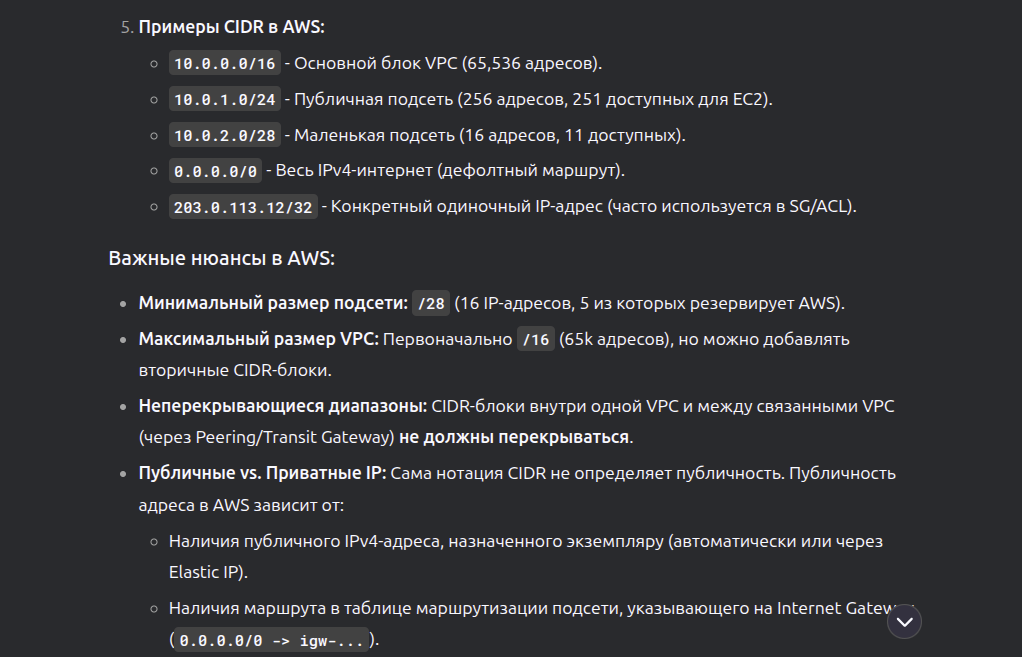 5. Примеры CIDR в AWS:
10.0.0.0/16 - Основной блок VPC (65,536 адресов).
10.0.1.0/24 - Публичная подсеть (256 адресов, 251 доступных для EC2).
10.0.2.0/28 - Маленькая подсеть (16 адресов, 11 доступных).
0.0.0.0/0 - Весь IPv4-интернет (дефолтный маршрут).
203.0.113.12/32 - Конкретный одиночный IP-адрес (часто используется в SG/ACL).
Важные нюансы в AWS:
Минимальный размер подсети: /28 (16 IP-адресов, 5 из которых резервирует AWS).
Максимальный размер VPC: Первоначально /16 (65k адресов), но можно добавлять
вторичные CIDR-блоки.
Неперекрывающиеся диапазоны: CIDR-блоки внутри одной VPC и между связанными VPC
(через Peering/Transit Gateway) не должны перекрываться.
Публичные vs. Приватные IP: Сама нотация CIDR не определяет публичность. Публичность
адреса в AWS зависит от:
Наличия публичного IPv4-адреса, назначенного экземпляру (автоматически или через
Elastic IP).
Наличия маршрута в таблице маршрутизации подсети, указывающего на Internet
(0.0.0.0/0 -> igw-...).